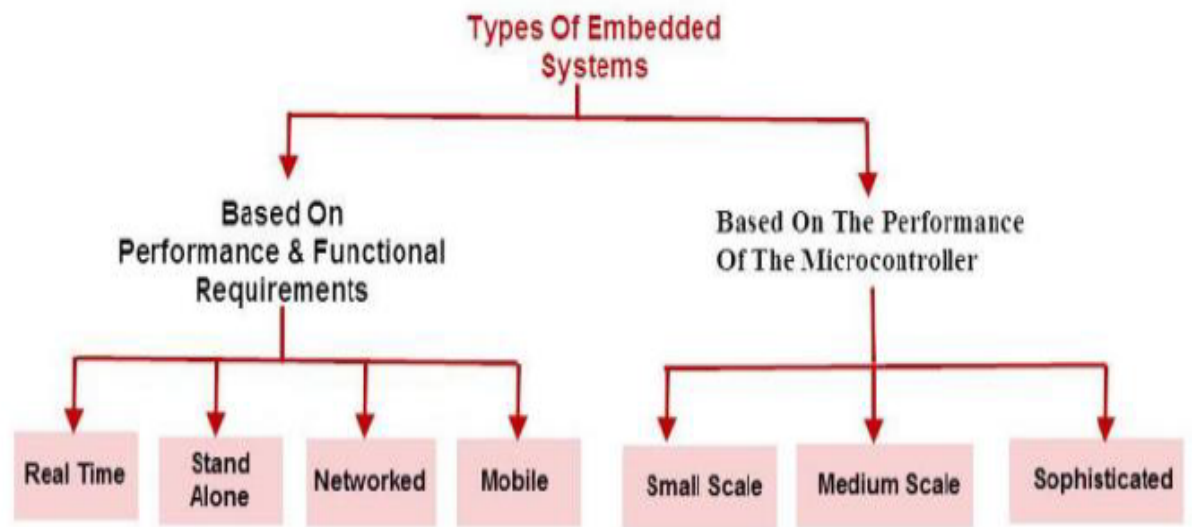 Types Of Embedded
Systems
Based On
Performance & Functional
Requirements
Based On The Performance
Of The Microcontroller
Real Time
Stand
Alone
Networked
Mobile
Small Scale
Medium Scale
Sophisticated